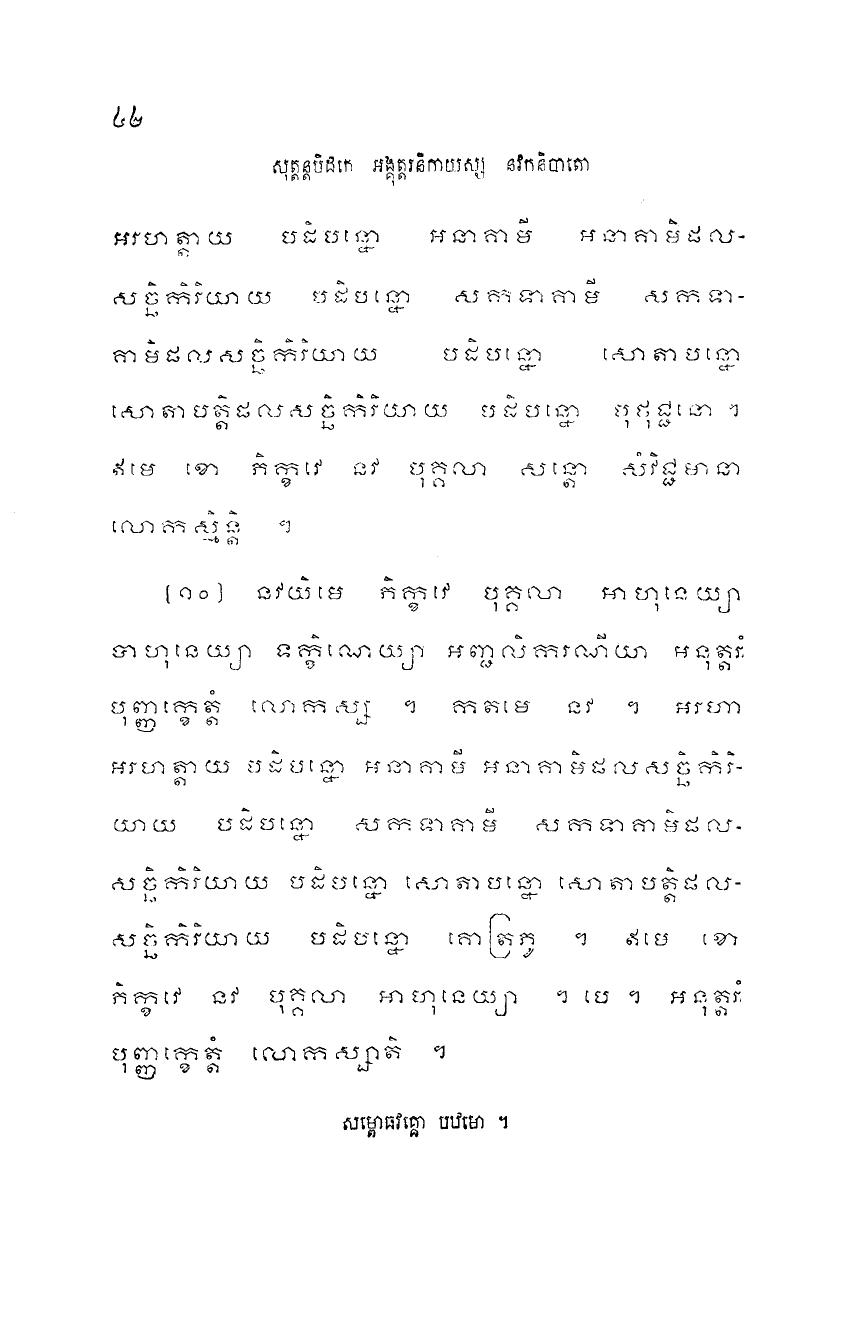 ៤២
សុត្តន្តបិដកេ អង្គុត្តរនិកាយស្ស នវកនិបាតោ
អរហត្តាយ បដិបន្នោ អនាគាមី អនាគាមិផល-
សច្ឆិកិរិយាយ បដិបន្នោ សកទាគាមី សកទា-
គាមិផលសច្ឆិកិរិយាយ បដិបន្នោ សោតាបន្នោ
សោតាបត្តិផលសច្ឆិកិរិយាយ បដិបន្នោ បុថុជ្ជនោ ។
ឥមេ ខោ ភិក្ខវេ នវ បុគ្គលា សន្តោ សំវិជ្ជមានា
លោកស្មិន្តិ ។
[១០] នវយិមេ ភិក្ខវេ បុគ្គលា អាហុនេយ្យា
បាហុនេយ្យា ទក្ខិណេយ្យា អញ្ជលិករណីយា អនុត្តរំ
បុញ្ញក្ខេត្តំ លោកស្ស ។ កតមេ នវ ។ អរហា
អរហត្តាយ បដិបន្នោ អនាគាមី អនាគាមិផលសច្ឆិកិរិ-
យាយ បដិបន្នោ សកទាគាមី សកទាគាមិផល-
សច្ឆិកិរិយាយ បដិបន្នោ សោតាបន្នោ សោតាបត្តិផល-
សច្ឆិកិរិយាយ បដិបន្នោ គោត្រភូ ។ ឥមេ ខោ
ភិក្ខវេ នវ បុគ្គលា អាហុនេយ្យា ។ បេ ។ អនុត្តរំ
បុញ្ញក្ខេត្តំ លោកស្សាតិ ។
សម្ពោធវគ្គោ បឋមោ ។